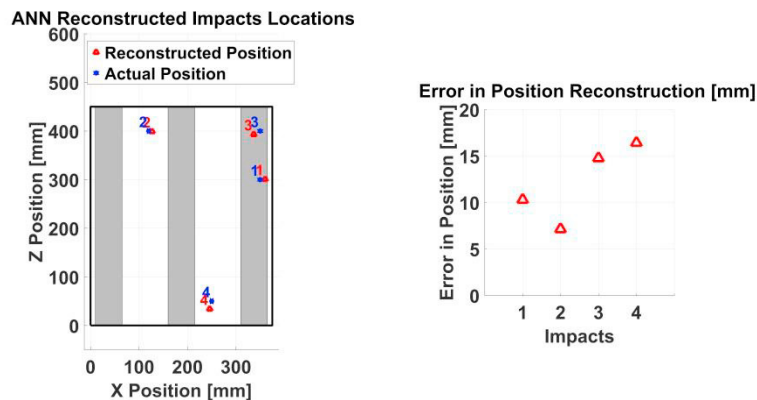 ANN Reconstructed Impacts Locations
600
500
400
300
200
100
0
Z Position [mm]
Reconstructed Position
Actual Position
2 2
3 3
1 1
4
4
0 100 200 300
X Position [mm]
Error in Position Reconstruction [mm]
20
15
10
5
0
Error in Position [mm]
1 2 3 4
Impacts